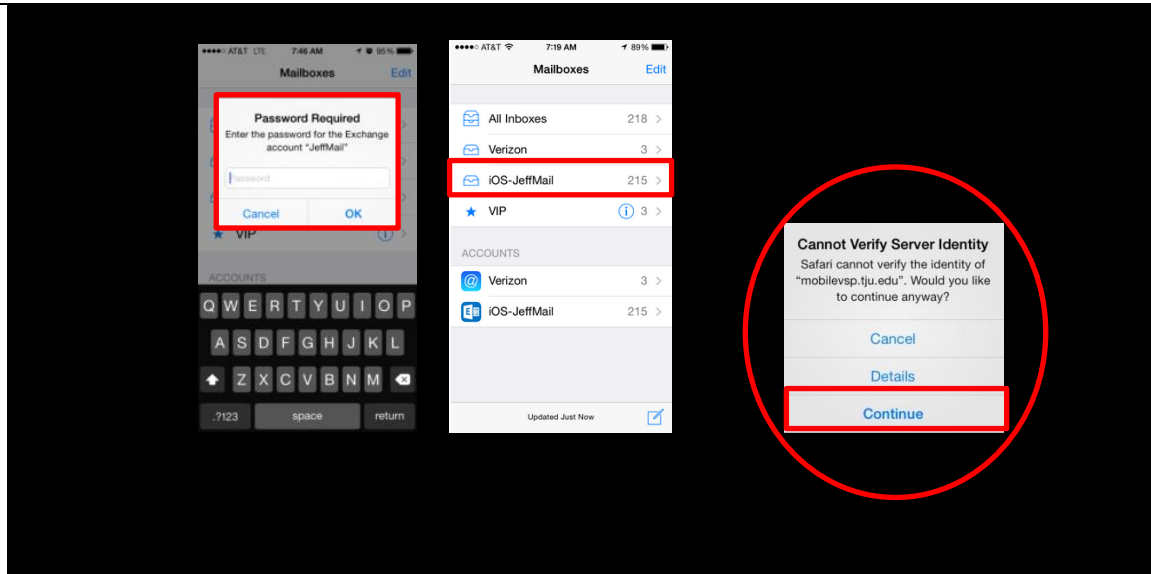 AT&T LTE 7:46 AM 95%
Mailboxes Edit
Password Required
Enter the password for the Exchange
account "JeffMail"
Password
Cancel OK
VIP
ACCOUNTS
Q W E R T Y U I O P
A S D F G H J K L
Z X C V B N M
.?123 space return
AT&T 7:19 AM 89%
Mailboxes Edit
All Inboxes 218
Verizon 3
iOS-JeffMail 215
VIP 3
ACCOUNTS
Verizon 3
iOS-JeffMail 215
Updated Just Now
Cannot Verify Server Identity
Safari cannot verify the identity of
"mobilevsp.tju.edu". Would you like
to continue anyway?
Cancel
Details
Continue